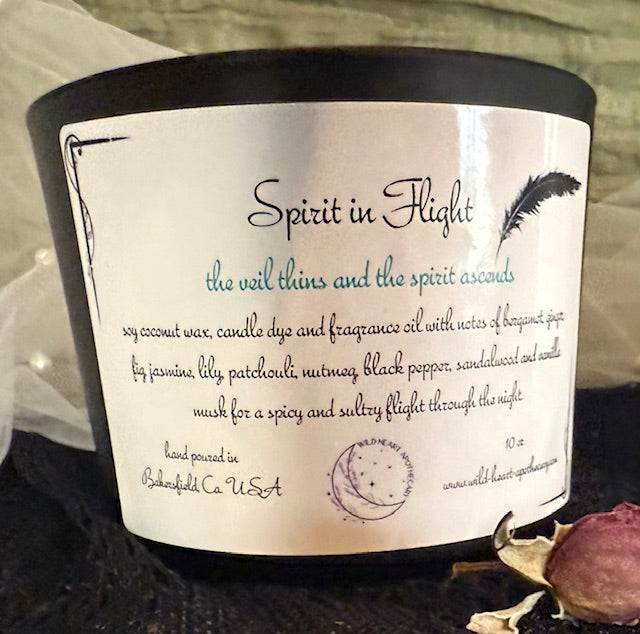 Spirit in Flight
the veil thins and the spirit ascends
soy coconut wax, candle dye and fragrance oil with notes of bergamot, ginger
fig, jasmine, lily, patchouli, nutmeg, black pepper, sandalwood and vanilla
musk for a spicy and sultry flight through the night
hand poured in
Bakersfield Ca USA
WILD HEART APOTHECARY
10 oz
www.wild-heart-apothecary.com